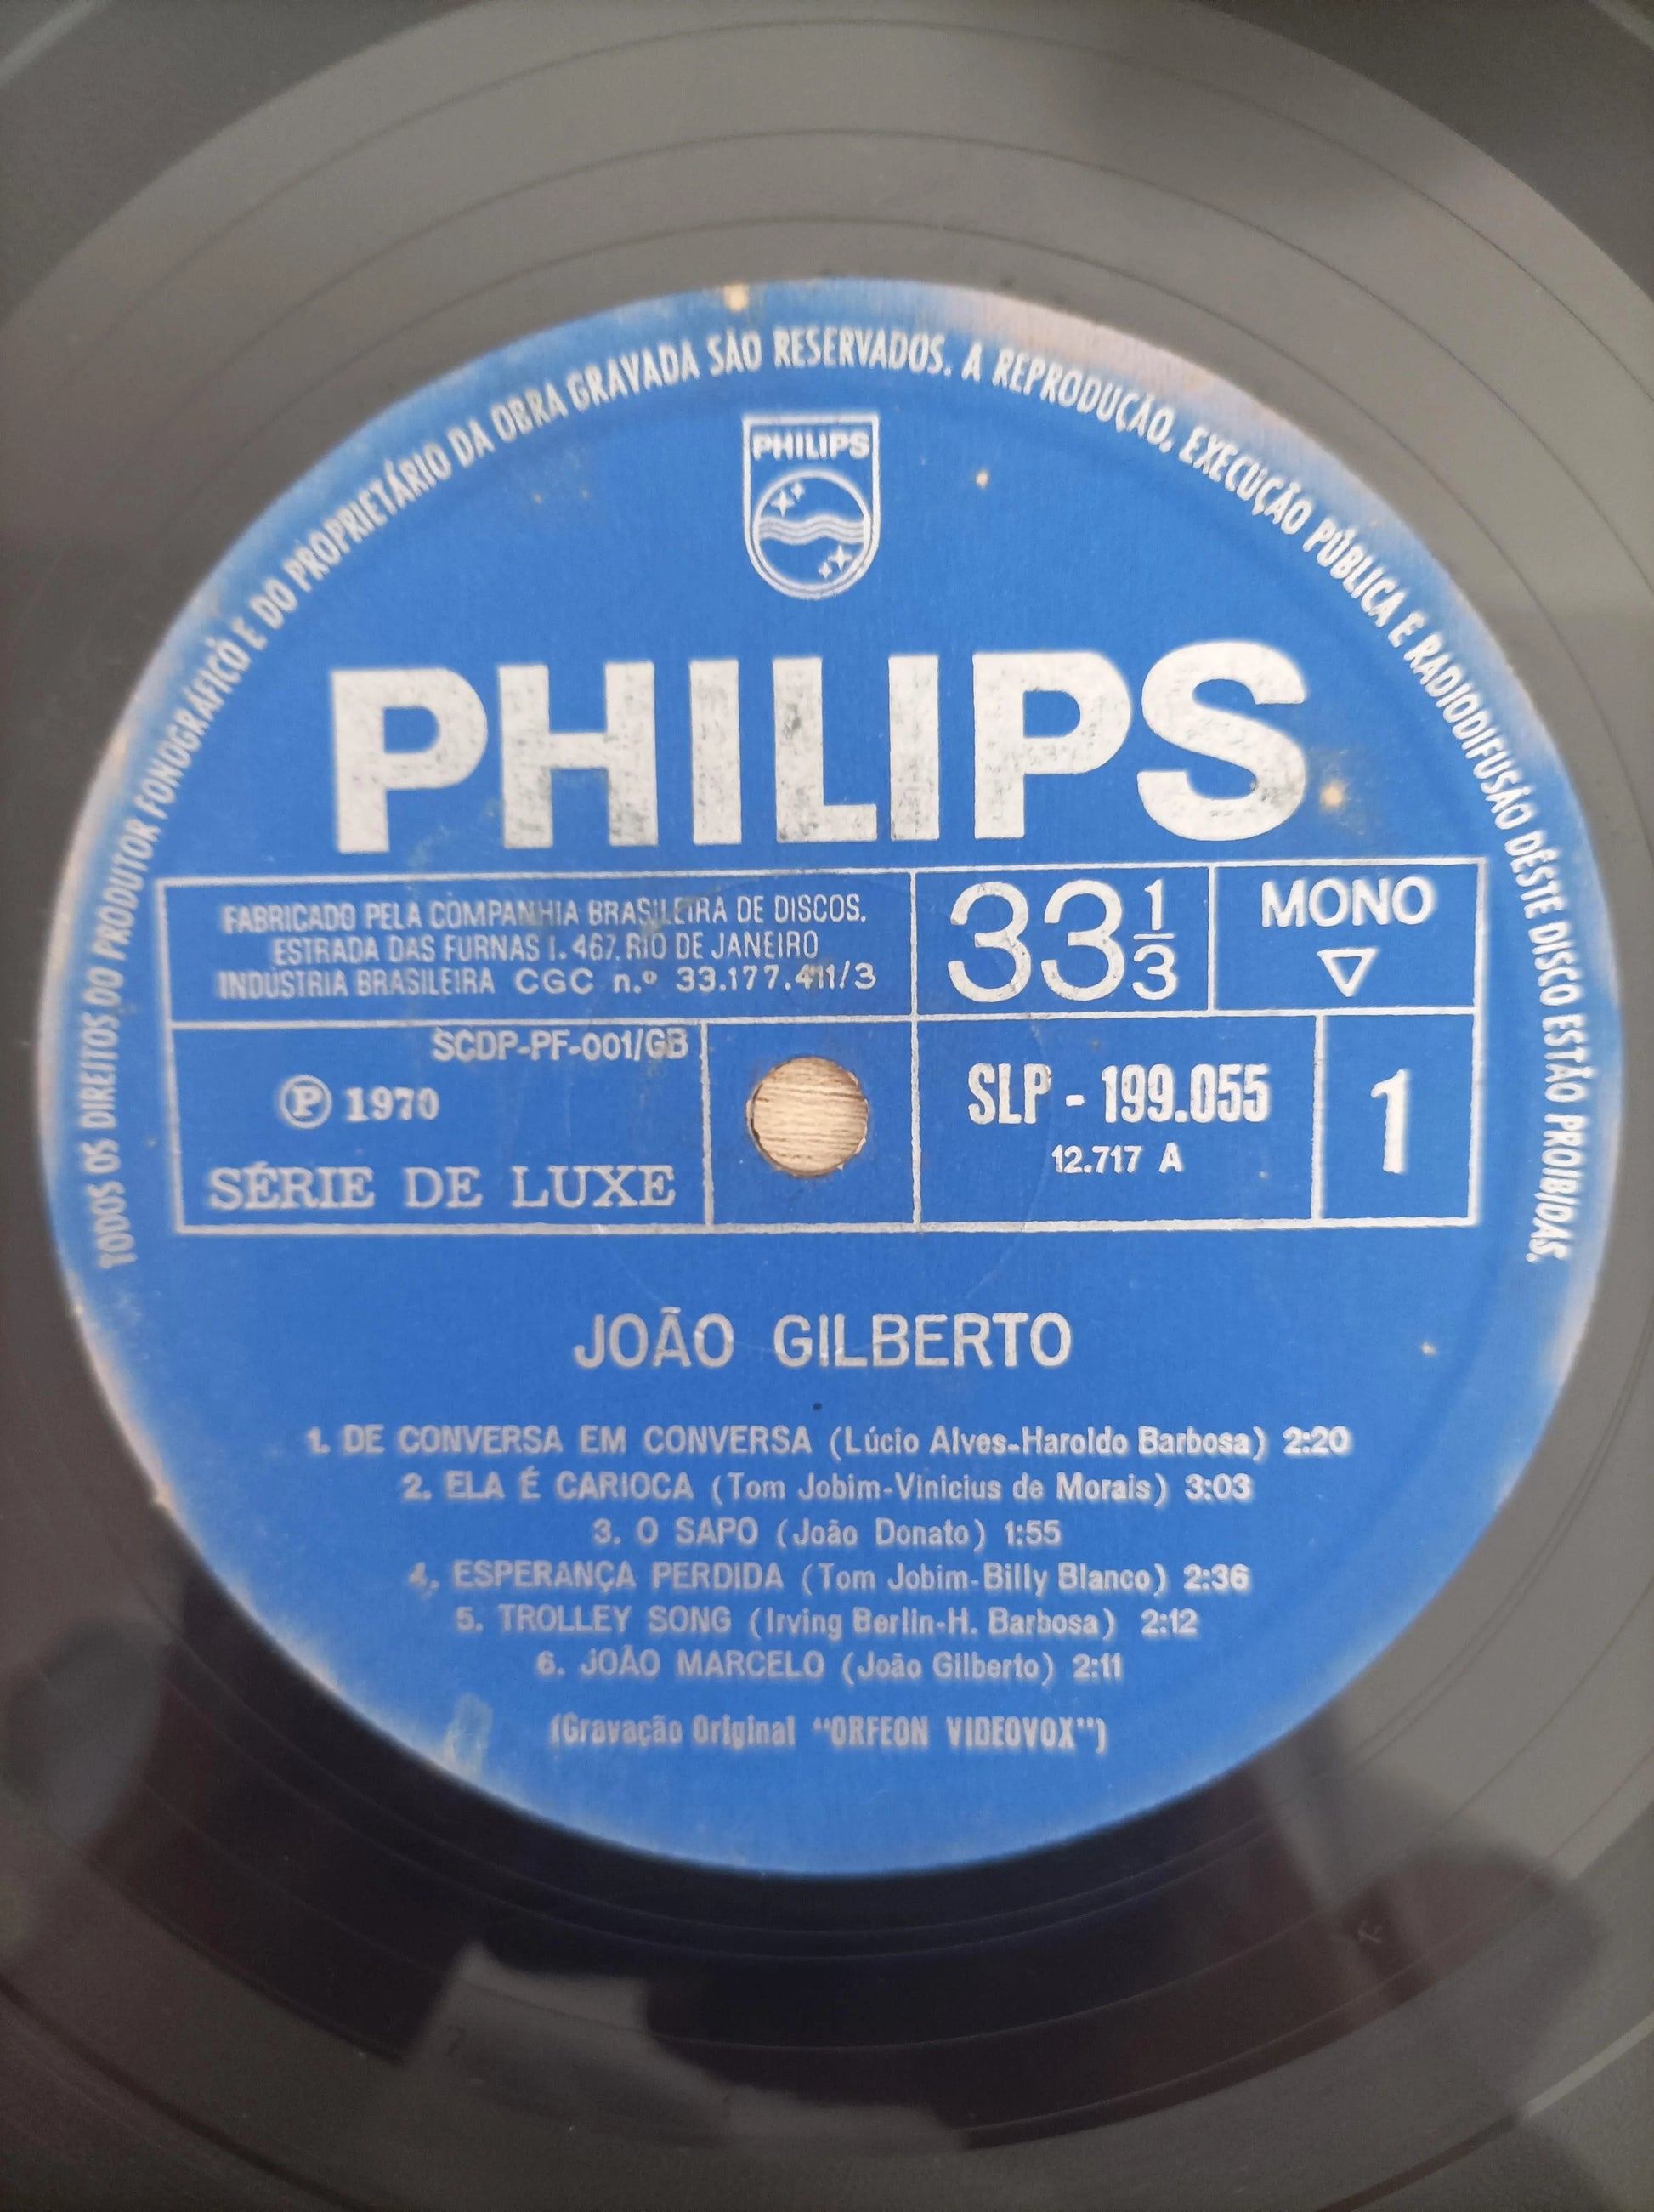 TODOS OS DIREITOS DO PRODUTOR FONOGRÁFICO E DO PROPRIETÁRIO DA OBRA GRAVADA SÃO RESERVADOS. A REPRODUÇÃO, EXECUÇÃO PÚBLICA E RADIODIFUSÃO DÊSTE DISCO ESTÃO PROIBIDAS.
PHILIPS
PHILIPS
FABRICADO PELA COMPANHIA BRASILEIRA DE DISCOS.
ESTRADA DAS FURNAS I. 467. RIO DE JANEIRO
INDÚSTRIA BRASILEIRA CGC n.º 33.177.411/3
33 1/3
MONO
▽
SCDP-PF-001/GB
Ⓟ 1970
SÉRIE DE LUXE
SLP - 199.055
12.717 A
1
JOÃO GILBERTO
1. DE CONVERSA EM CONVERSA (Lúcio Alves-Haroldo Barbosa) 2:20
2. ELA É CARIOCA (Tom Jobim-Vinicius de Morais) 3:03
3. O SAPO (João Donato) 1:55
4. ESPERANÇA PERDIDA (Tom Jobim-Billy Blanco) 2:36
5. TROLLEY SONG (Irving Berlin-H. Barbosa) 2:12
6. JOÃO MARCELO (João Gilberto) 2:11
(Gravação Original "ORFEON VIDEOVOX")